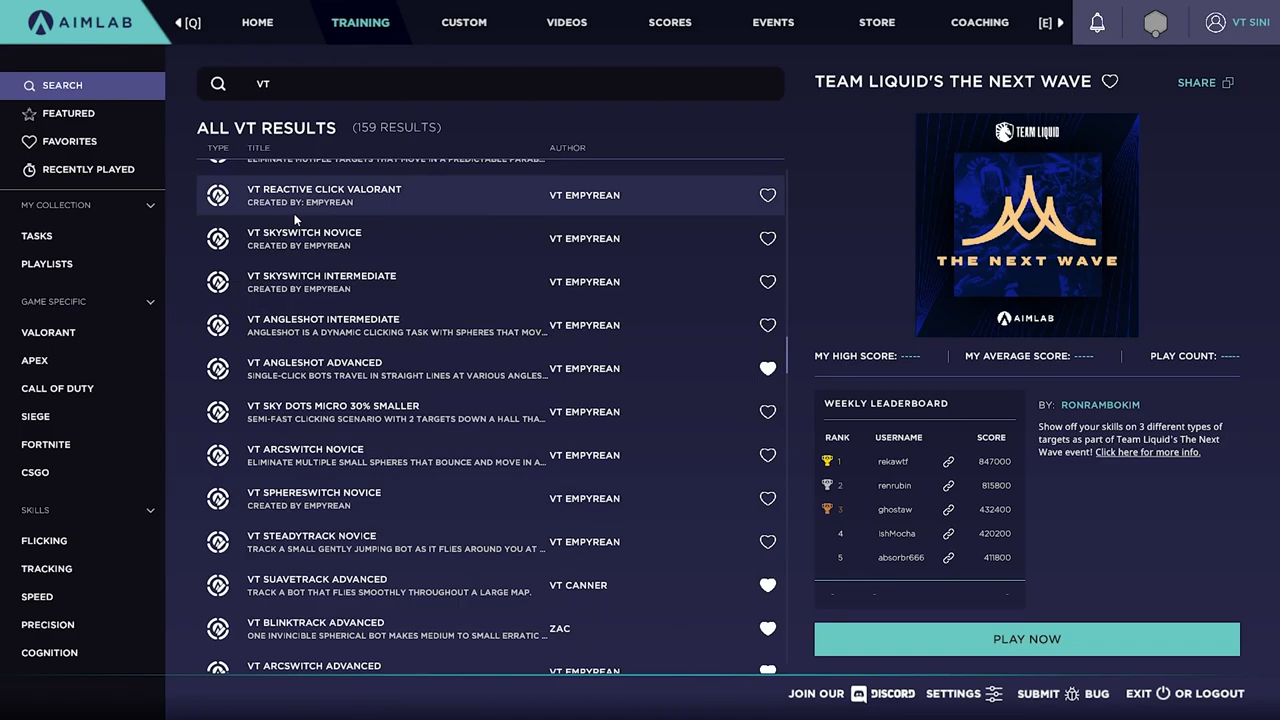 AIMLAB
[Q]
HOME
TRAINING
CUSTOM
VIDEOS
SCORES
EVENTS
STORE
COACHING
[E]
VT SINI
SEARCH
FEATURED
FAVORITES
RECENTLY PLAYED
MY COLLECTION
TASKS
PLAYLISTS
GAME SPECIFIC
VALORANT
APEX
CALL OF DUTY
SIEGE
FORTNITE
CSGO
SKILLS
FLICKING
TRACKING
SPEED
PRECISION
COGNITION
VT
ALL VT RESULTS (159 RESULTS)
TYPE TITLE AUTHOR
ELIMINATE MUTIPLE TARGETS THAT MOVE IN A PREDICTABLE PARAB...
VT REACTIVE CLICK VALORANT
CREATED BY: EMPYREAN
VT EMPYREAN
VT SKYSWITCH NOVICE
CREATED BY EMPYREAN
VT EMPYREAN
VT SKYSWITCH INTERMEDIATE
CREATED BY EMPYREAN
VT EMPYREAN
VT ANGLESHOT INTERMEDIATE
ANGLESHOT IS A DYNAMIC CLICKING TASK WITH SPHERES THAT MOV...
VT EMPYREAN
VT ANGLESHOT ADVANCED
SINGLE-CLICK BOTS TRAVEL IN STRAIGHT LINES AT VARIOUS ANGLES...
VT EMPYREAN
VT SKY DOTS MICRO 30% SMALLER
SEMI-FAST CLICKING SCENARIO WITH 2 TARGETS DOWN A HALL THA...
VT EMPYREAN
VT ARCSWITCH NOVICE
ELIMINATE MULTIPLE SMALL SPHERES THAT BOUNCE AND MOVE IN A...
VT EMPYREAN
VT SPHERESWITCH NOVICE
CREATED BY EMPYREAN
VT EMPYREAN
VT STEADYTRACK NOVICE
TRACK A SMALL GENTLY JUMPING BOT AS IT FLIES AROUND YOU AT ...
VT EMPYREAN
VT SUAVETRACK ADVANCED
TRACK A BOT THAT FLIES SMOOTHLY THROUGHOUT A LARGE MAP.
VT CANNER
VT BLINKTRACK ADVANCED
ONE INVINCIBLE SPHERICAL BOT MAKES MEDIUM TO SMALL ERRATIC ...
ZAC
VT ARCSWITCH ADVANCED
VT EMPYREAN
TEAM LIQUID'S THE NEXT WAVE
SHARE
TEAM LIQUID
THE NEXT WAVE
AIMLAB
MY HIGH SCORE: -----
MY AVERAGE SCORE: -----
PLAY COUNT: -----
WEEKLY LEADERBOARD
RANK USERNAME SCORE
1 rekawtf 847000
2 renrubin 815800
3 ghostaw 432400
4 IshMocha 420200
5 absorbr666 411800
- - -
BY: RONRAMBOKIM
Show off your skills on 3 different types
of targets as part of Team Liquid's The Next
Wave event! Click here for more info.
PLAY NOW
JOIN OUR DISCORD
SETTINGS
SUBMIT BUG
EXIT OR LOGOUT